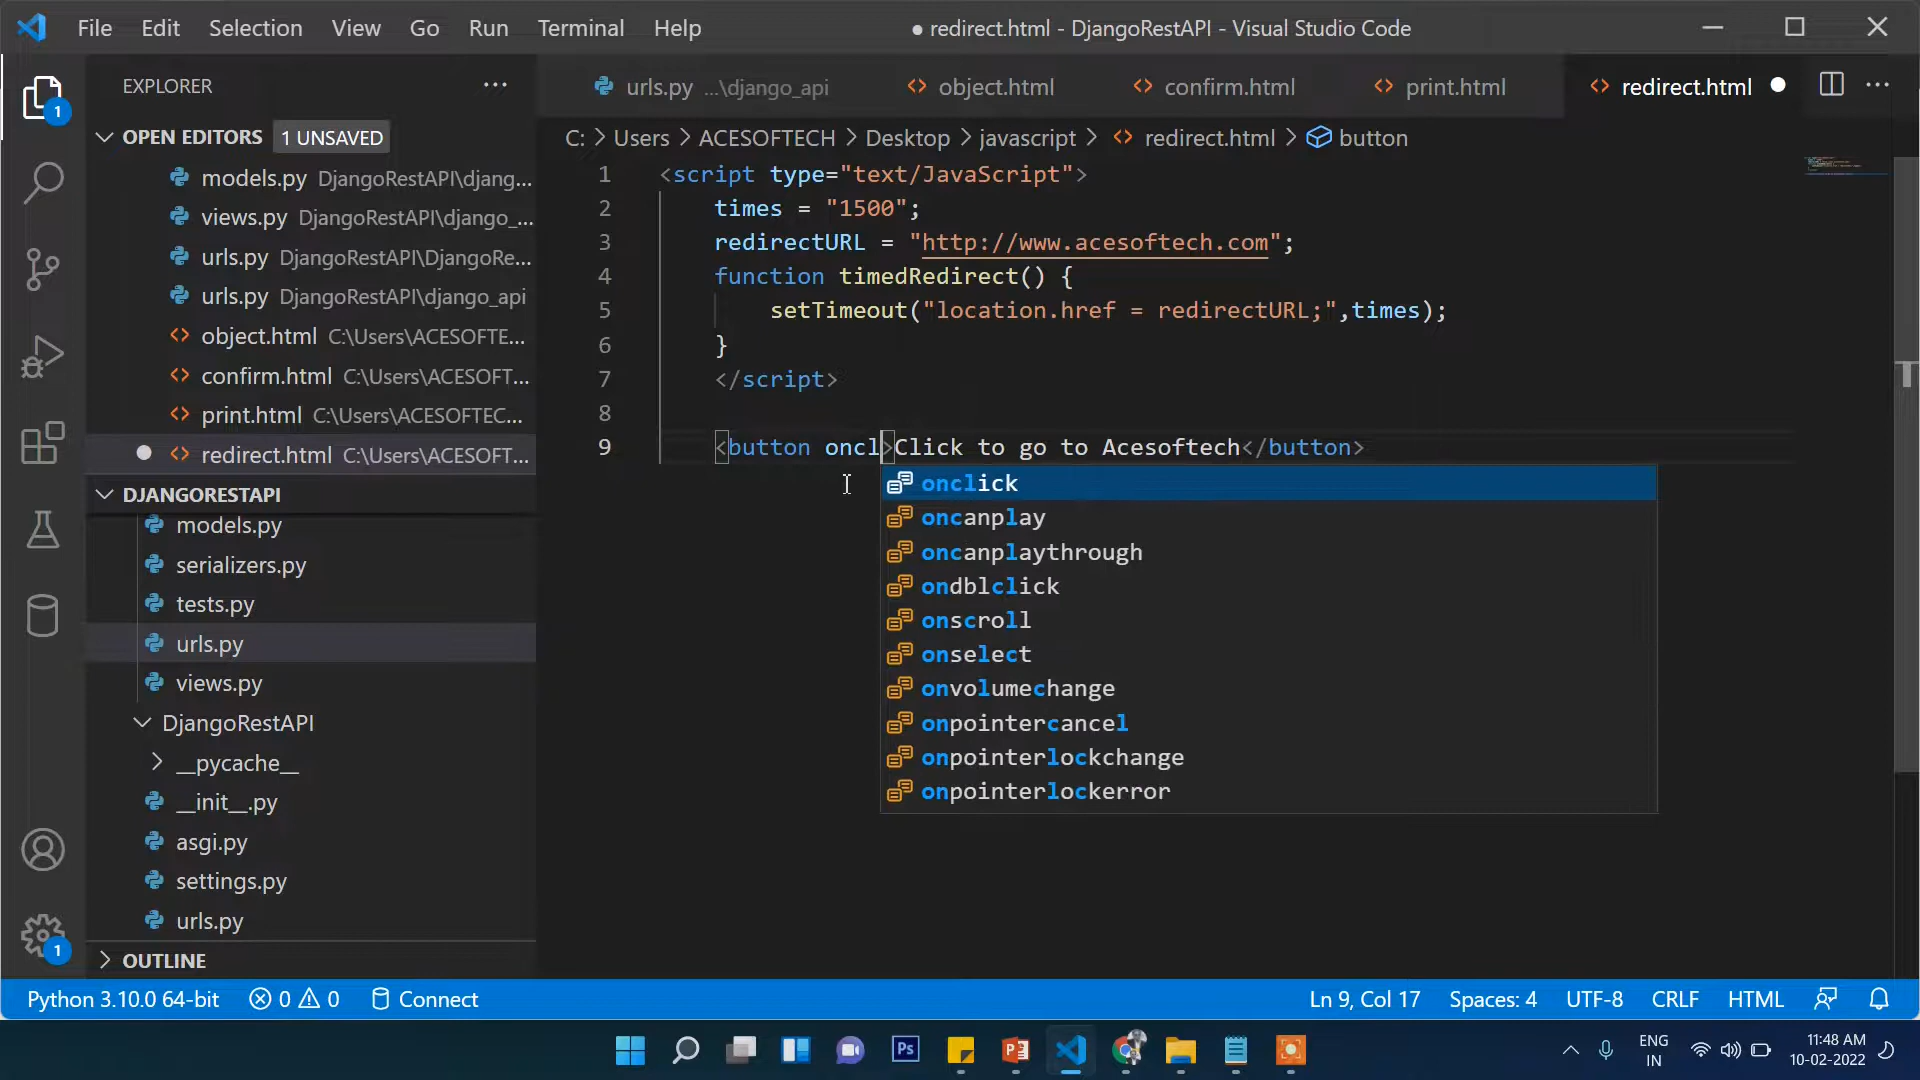 File Edit Selection View Go Run Terminal Help
● redirect.html - DjangoRestAPI - Visual Studio Code
EXPLORER
urls.py ...\django_api
object.html
confirm.html
print.html
redirect.html
OPEN EDITORS 1 UNSAVED
C: > Users > ACESOFTECH > Desktop > javascript > redirect.html > button
models.py DjangoRestAPI\djang...
views.py DjangoRestAPI\django_...
urls.py DjangoRestAPI\DjangoRe...
urls.py DjangoRestAPI\django_api
object.html C:\Users\ACESOFTE...
confirm.html C:\Users\ACESOFT...
print.html C:\Users\ACESOFTEC...
redirect.html C:\Users\ACESOFT...
DJANGORESTAPI
models.py
serializers.py
tests.py
urls.py
views.py
DjangoRestAPI
__pycache__
__init__.py
asgi.py
settings.py
urls.py
OUTLINE
1 <script type="text/JavaScript">
2 times = "1500";
3 redirectURL = "http://www.acesoftech.com";
4 function timedRedirect() {
5 setTimeout("location.href = redirectURL;",times);
6 }
7 </script>
8
9 <button oncl>Click to go to Acesoftech</button>
onclick
oncanplay
oncanplaythrough
ondblclick
onscroll
onselect
onvolumechange
onpointercancel
onpointerlockchange
onpointerlockerror
1
1
Python 3.10.0 64-bit 0 0 Connect
Ln 9, Col 17 Spaces: 4 UTF-8 CRLF HTML
Ps
P
ENG
IN
11:48 AM
10-02-2022